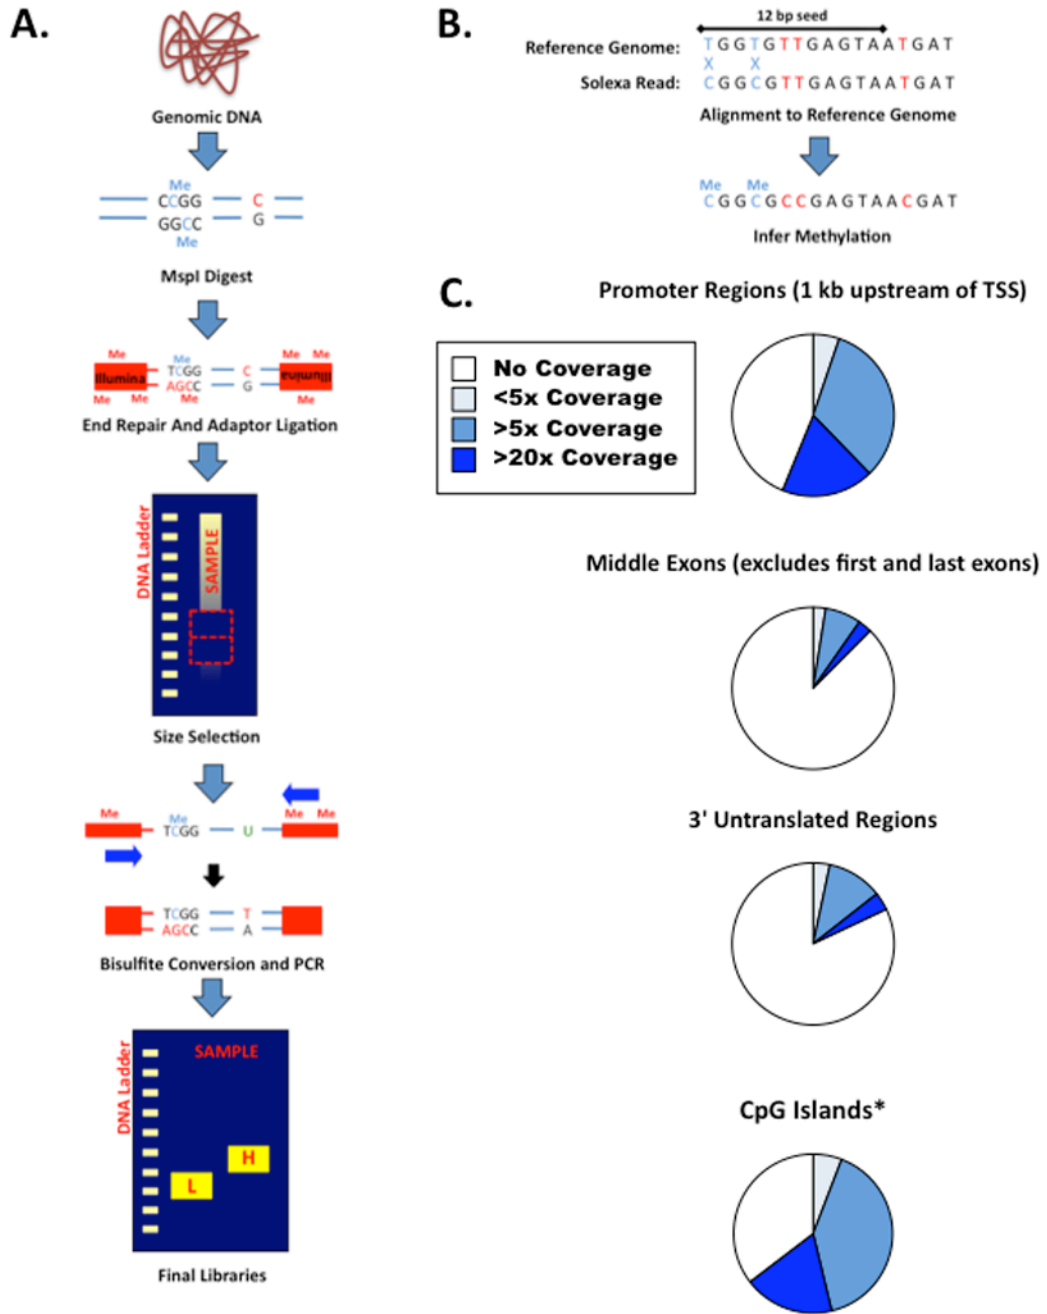 A.
Genomic DNA
Me
CCGG C
GGCC G
Me
MspI Digest
Me Me Me Me
Illumina TCGG C Illumina
AGCC G
Me Me Me Me
End Repair And Adaptor Ligation
DNA Ladder
SAMPLE
Size Selection
Me Me Me Me
TCGG U
TCGG T
AGCC A
Bisulfite Conversion and PCR
DNA Ladder
SAMPLE
H
L
Final Libraries
B.
12 bp seed
Reference Genome: TGGTGTTGAGTAATGAT
X X
Solexa Read: CGGCGTTGAGTAATGAT
Alignment to Reference Genome
Me Me
CGGCGCCGAGTAACGAT
Infer Methylation
C.
Promoter Regions (1 kb upstream of TSS)
No Coverage
<5x Coverage
>5x Coverage
>20x Coverage
Middle Exons (excludes first and last exons)
3' Untranslated Regions
CpG Islands*